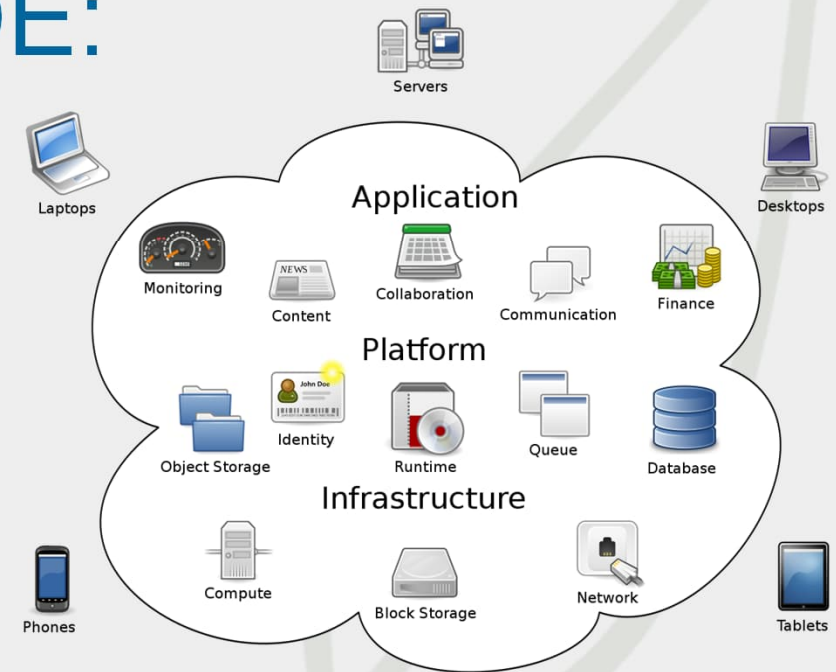 DE:
Servers
Laptops
Desktops
Application
Monitoring
NEWS
Content
Collaboration
Communication
Finance
Platform
John Doe
Object Storage
Identity
Runtime
Queue
Database
Infrastructure
Compute
Block Storage
Network
Phones
Tablets